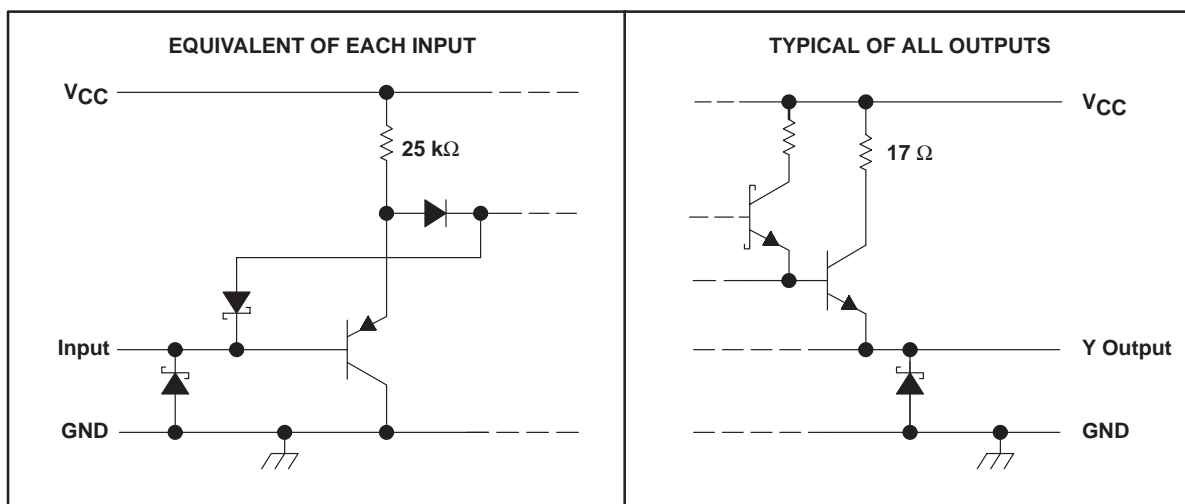 EQUIVALENT OF EACH INPUT
VCC
25 kΩ
Input
GND
TYPICAL OF ALL OUTPUTS
VCC
17 Ω
Y Output
GND